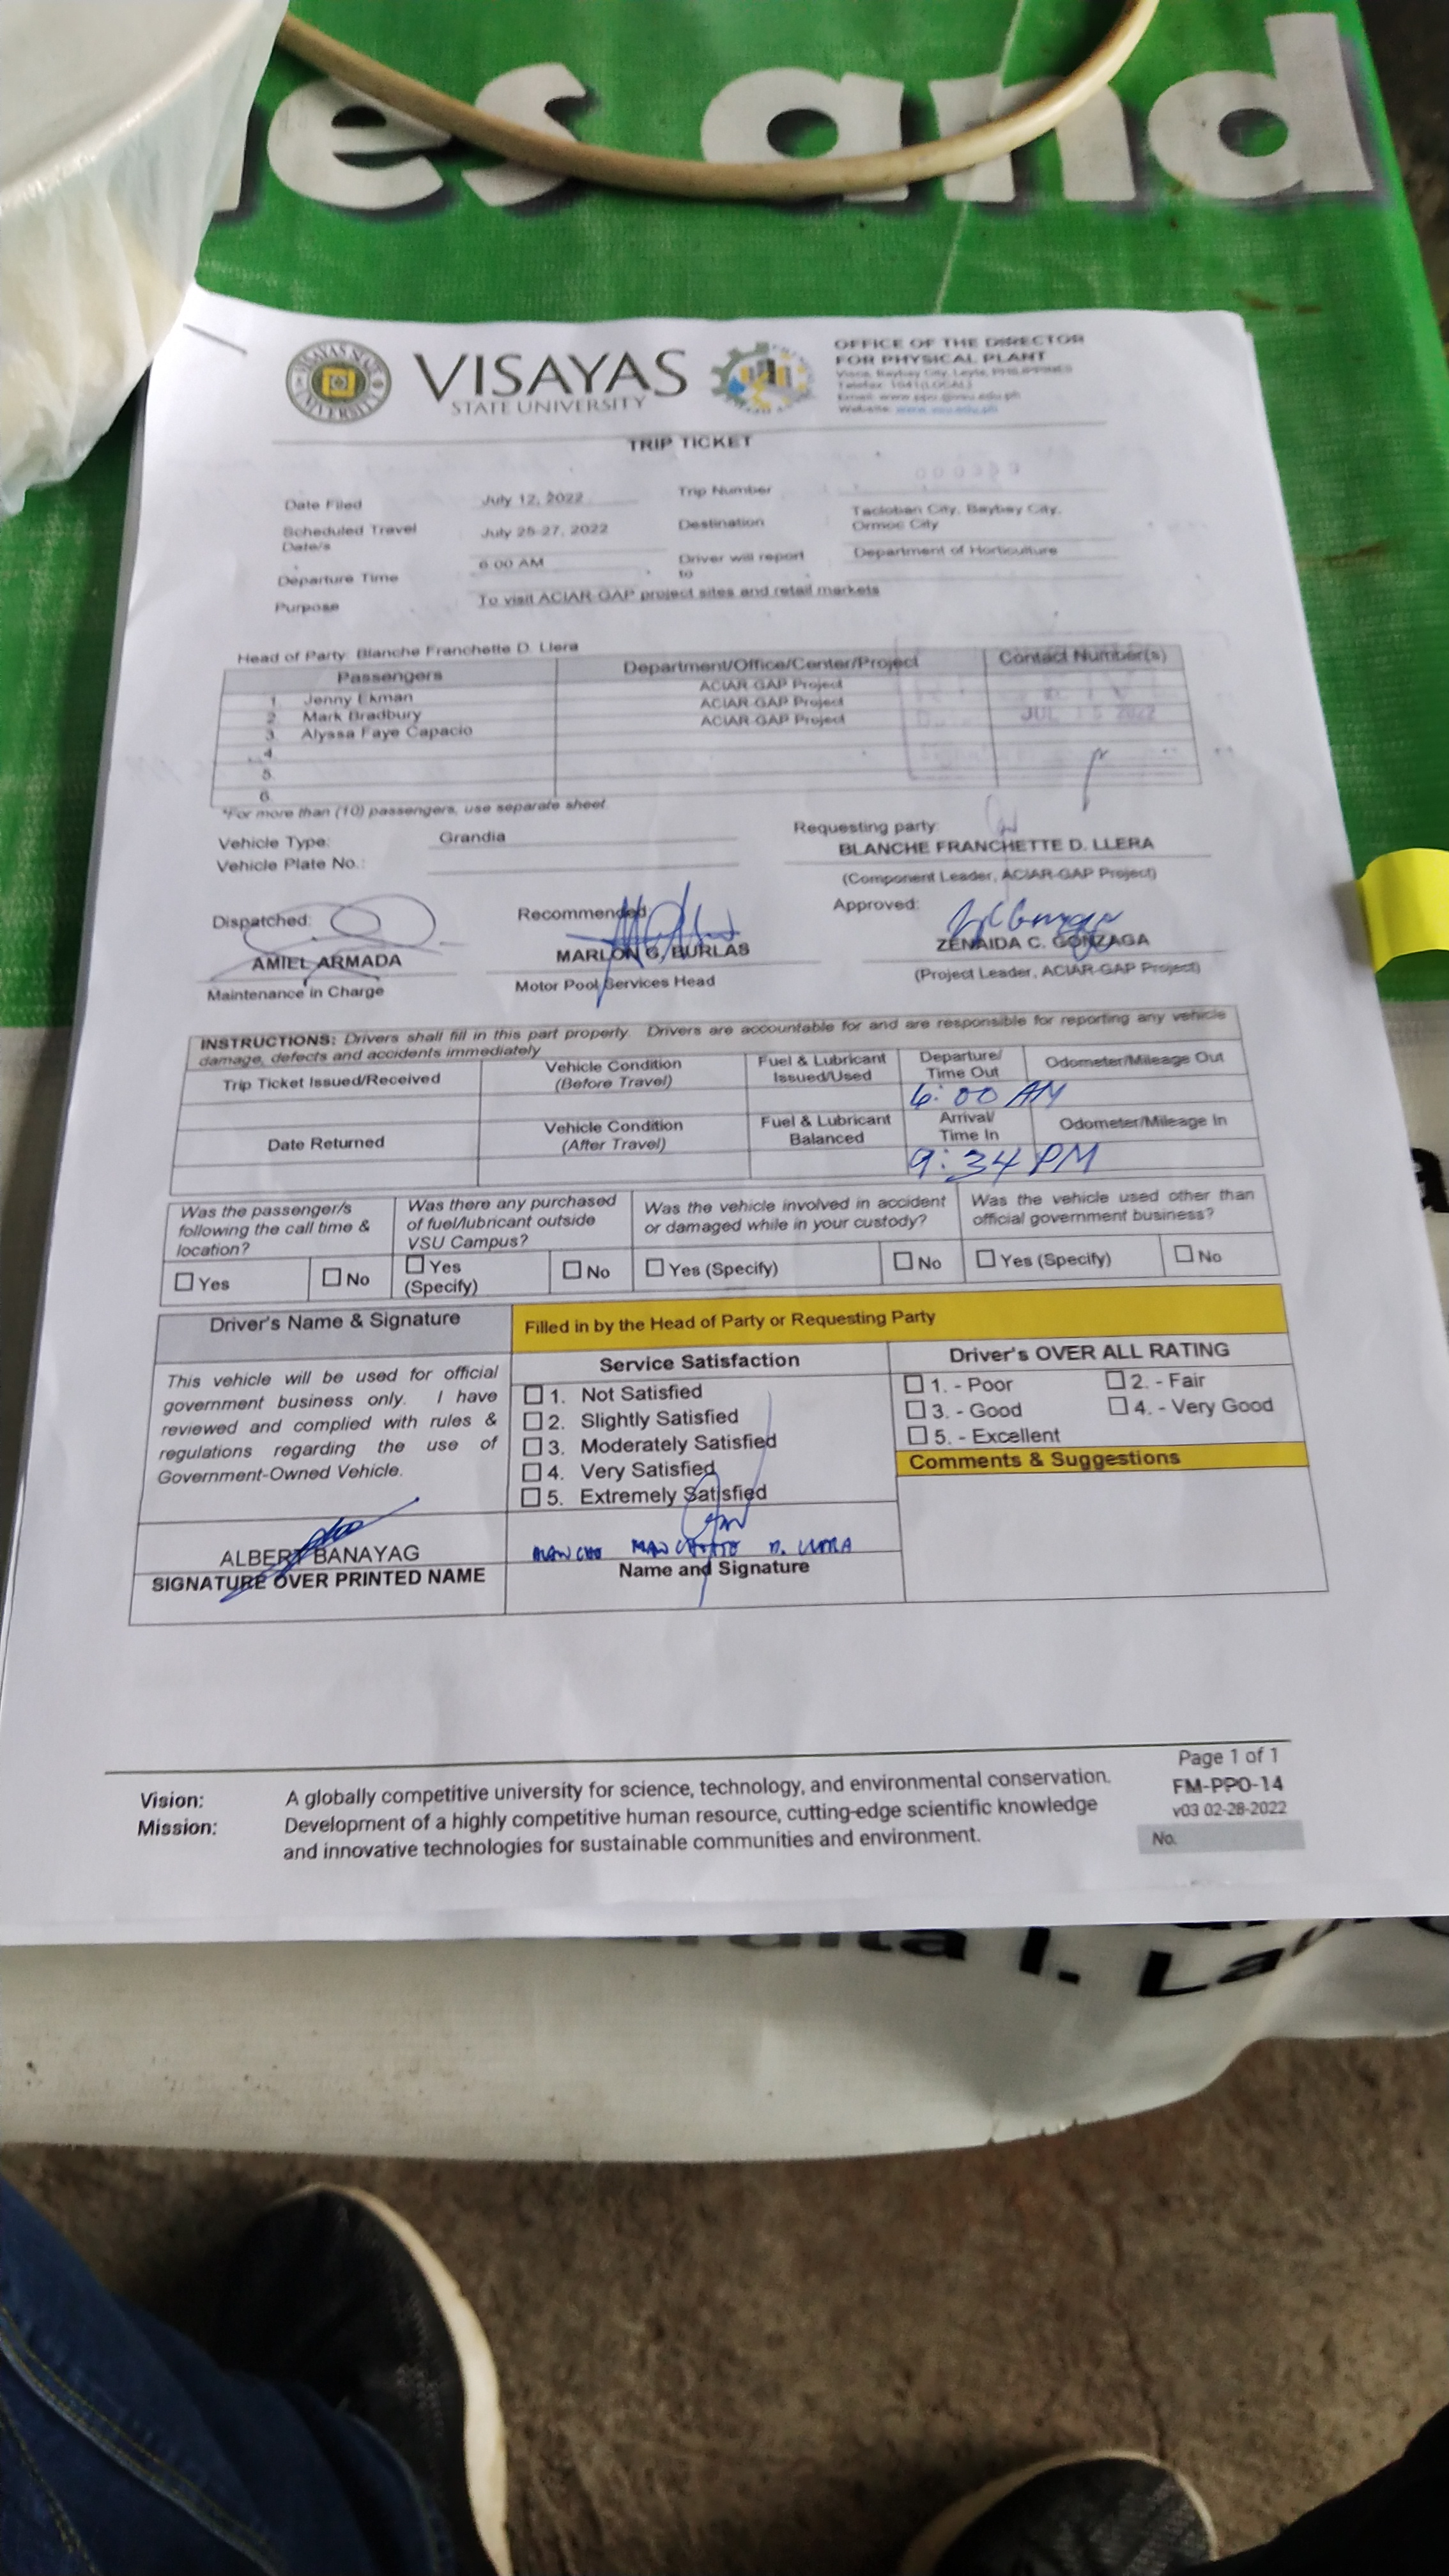 es and
VISAYAS
STATE UNIVERSITY
OFFICE OF THE DIRECTOR
FOR PHYSICAL PLANT
Visca, Baybay City, Leyte, PHILIPPINES
Website: www.vsu.edu.ph
TRIP TICKET
Date Filed July 12, 2022 Trip Number
Scheduled Travel Date/s July 25-27, 2022 Destination Tacloban City, Baybay City, Ormoc City
Departure Time 6:00 AM Driver will report to Department of Horticulture
Purpose To visit ACIAR-GAP project sites and retail markets
Head of Party: Blanche Franchette D. Llera
Passengers Department/Office/Center/Project Contact Number(s)
1. Jenny Ekman ACIAR-GAP Project
2. Mark Bradbury ACIAR-GAP Project
3. Alyssa Faye Capacio ACIAR-GAP Project
4.
5.
6.
JUL 15 2022
*For more than (10) passengers, use separate sheet.
Vehicle Type: Grandia
Vehicle Plate No.:
Requesting party:
BLANCHE FRANCHETTE D. LLERA
(Component Leader, ACIAR-GAP Project)
Dispatched: Recommended Approved:
AMIEL ARMADA MARLON G. BURLAS ZENAIDA C. GONZAGA
Maintenance in Charge Motor Pool Services Head (Project Leader, ACIAR-GAP Project)
INSTRUCTIONS: Drivers shall fill in this part properly. Drivers are accountable for and are responsible for reporting any vehicle
damage, defects and accidents immediately
Trip Ticket Issued/Received Vehicle Condition (Before Travel) Fuel & Lubricant Issued/Used Departure/ Time Out Odometer/Mileage Out
6:00 AM
Date Returned Vehicle Condition (After Travel) Fuel & Lubricant Balanced Arrival/ Time In Odometer/Mileage In
9:34 PM
Was the passenger/s following the call time & location?
Was there any purchased of fuel/lubricant outside VSU Campus?
Was the vehicle involved in accident or damaged while in your custody?
Was the vehicle used other than official government business?
Yes No Yes (Specify) No Yes (Specify) No Yes (Specify) No
Driver's Name & Signature
Filled in by the Head of Party or Requesting Party
This vehicle will be used for official
government business only. I have
reviewed and complied with rules &
regulations regarding the use of
Government-Owned Vehicle.
Service Satisfaction
1. Not Satisfied
2. Slightly Satisfied
3. Moderately Satisfied
4. Very Satisfied
5. Extremely Satisfied
Driver's OVER ALL RATING
1. - Poor 2. - Fair
3. - Good 4. - Very Good
5. - Excellent
Comments & Suggestions
ALBERT BANAYAG
SIGNATURE OVER PRINTED NAME
D. LLERA
Name and Signature
Page 1 of 1
FM-PPO-14
v03 02-28-2022
No.
Vision: A globally competitive university for science, technology, and environmental conservation.
Mission: Development of a highly competitive human resource, cutting-edge scientific knowledge
and innovative technologies for sustainable communities and environment.
I. La